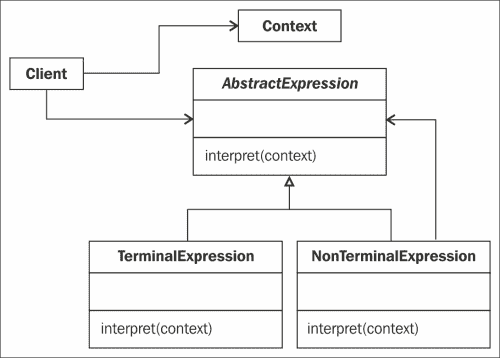 Context
Client
AbstractExpression
interpret(context)
TerminalExpression
interpret(context)
NonTerminalExpression
interpret(context)